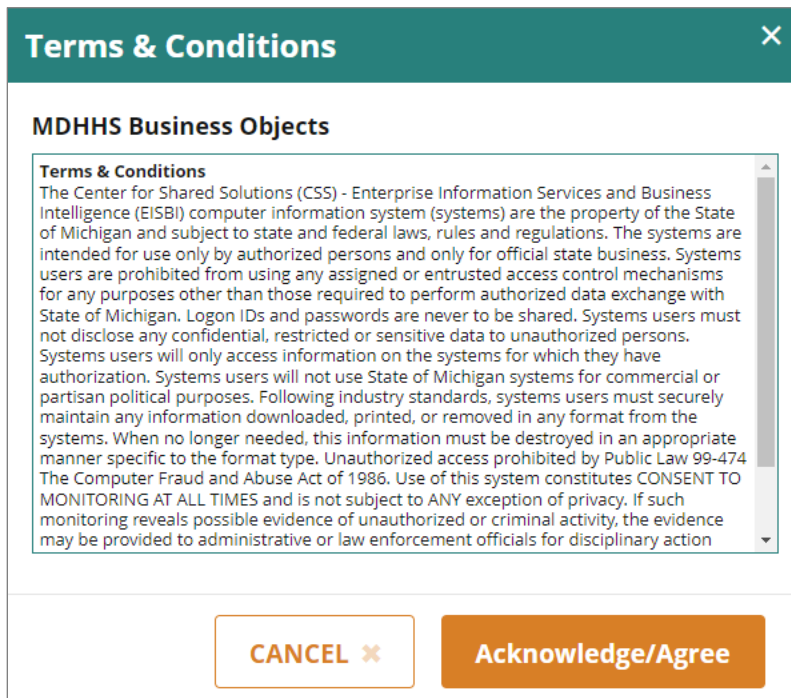 Terms & Conditions
MDHHS Business Objects
Terms & Conditions
The Center for Shared Solutions (CSS) - Enterprise Information Services and Business
Intelligence (EISBI) computer information system (systems) are the property of the State
of Michigan and subject to state and federal laws, rules and regulations. The systems are
intended for use only by authorized persons and only for official state business. Systems
users are prohibited from using any assigned or entrusted access control mechanisms
for any purposes other than those required to perform authorized data exchange with
State of Michigan. Logon IDs and passwords are never to be shared. Systems users must
not disclose any confidential, restricted or sensitive data to unauthorized persons.
Systems users will only access information on the systems for which they have
authorization. Systems users will not use State of Michigan systems for commercial or
partisan political purposes. Following industry standards, systems users must securely
maintain any information downloaded, printed, or removed in any format from the
systems. When no longer needed, this information must be destroyed in an appropriate
manner specific to the format type. Unauthorized access prohibited by Public Law 99-474
The Computer Fraud and Abuse Act of 1986. Use of this system constitutes CONSENT TO
MONITORING AT ALL TIMES and is not subject to ANY exception of privacy. If such
monitoring reveals possible evidence of unauthorized or criminal activity, the evidence
may be provided to administrative or law enforcement officials for disciplinary action
CANCEL
Acknowledge/Agree